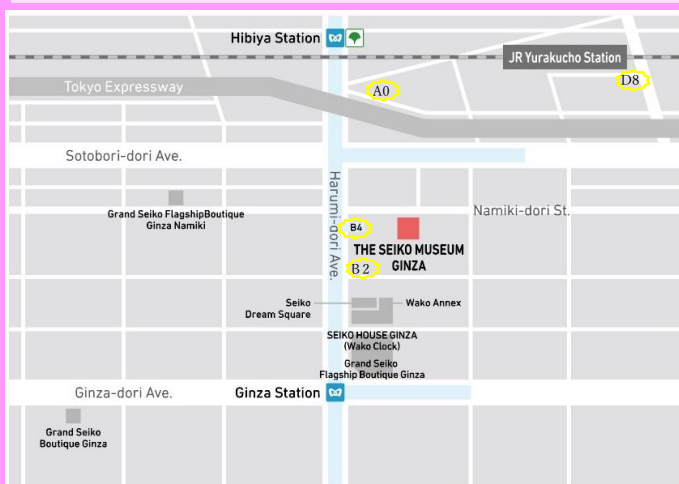 Hibiya Station
JR Yurakucho Station
D8
Tokyo Expressway
A0
Sotobori-dori Ave.
Harumi-dori Ave.
Grand Seiko FlagshipBoutique
Ginza Namiki
Namiki-dori St.
B4
THE SEIKO MUSEUM
GINZA
B2
Seiko
Dream Square
Wako Annex
SEIKO HOUSE GINZA
(Wako Clock)
Grand Seiko
Flagship Boutique Ginza
Ginza-dori Ave.
Ginza Station
Grand Seiko
Boutique Ginza